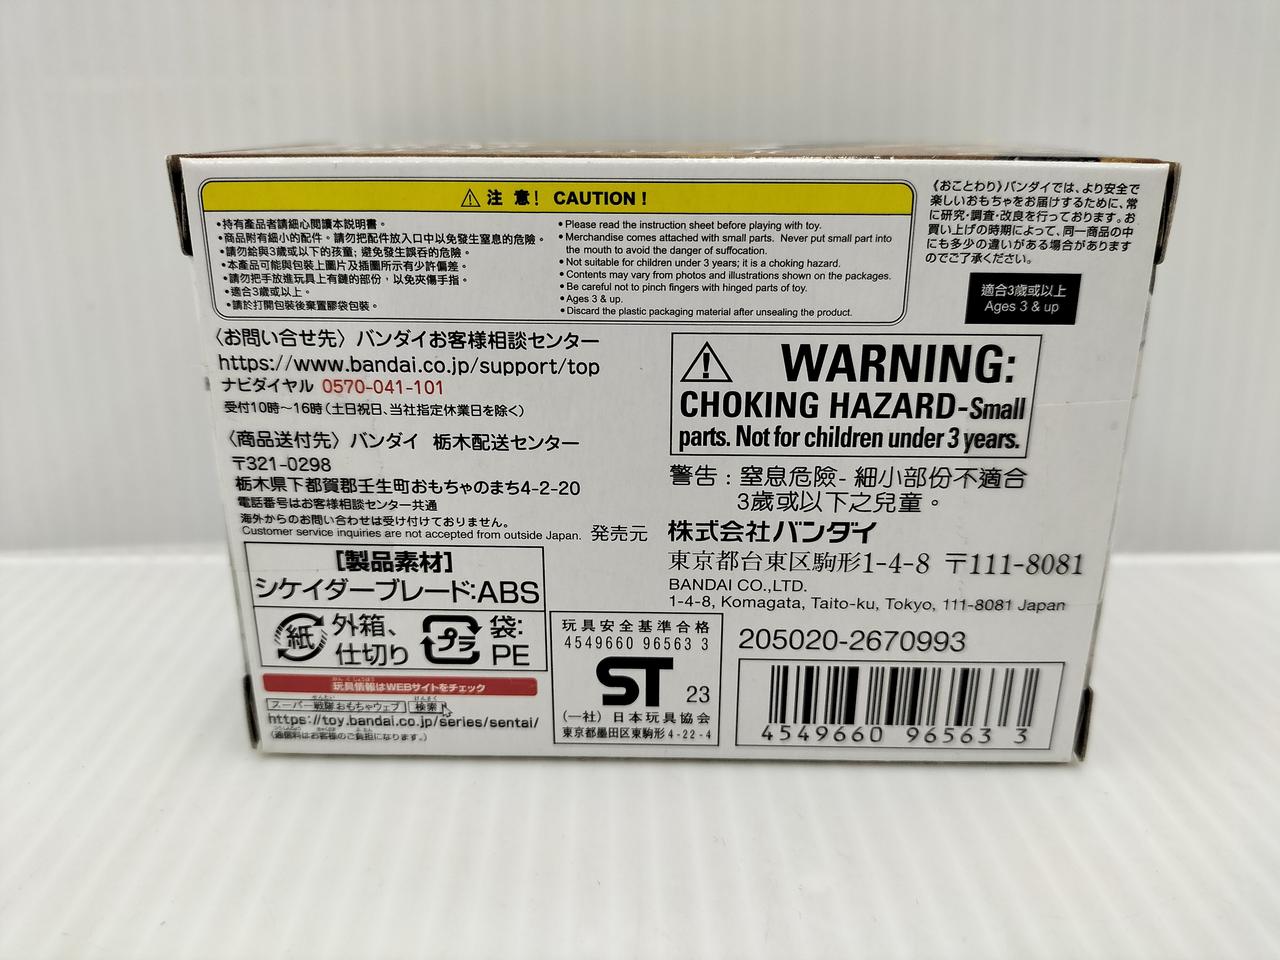 ⚠注 意! CAUTION!
•持有產品者請細心閱讀本説明書。
•商品附有細小的配件。請勿把配件放入口中以免發生窒息的危險。
•請勿給與3歲或以下的孩童;避免發生誤吞的危險。
•本產品可能與包裝上圖片及插圖所示有少許偏差。
•請勿把手放進玩具上有鏈的部份,以免夾傷手指。
•適合3歲或以上。
•請於打開包裝後棄置膠袋包裝。
•Please read the instruction sheet before playing with toy.
•Merchandise comes attached with small parts. Never put small part into
the mouth to avoid the danger of suffocation.
•Not suitable for children under 3 years; it is a choking hazard.
•Contents may vary from photos and illustrations shown on the packages.
•Be careful not to pinch fingers with hinged parts of toy.
•Ages 3 & up.
•Discard the plastic packaging material after unsealing the product.
《おことわり》バンダイでは、より安全で
楽しいおもちゃをお届けするために、常
に研究・調査・改良を行っております。お
買い上げの時期によって、同一商品の中
にも多少の違いがある場合があります
のでご了承ください。
適合3歲或以上
Ages 3 & up
〈お問い合せ先〉バンダイお客様相談センター
https://www.bandai.co.jp/support/top
ナビダイヤル 0570-041-101
受付10時〜16時(土日祝日、当社指定休業日を除く)
〈商品送付先〉バンダイ 栃木配送センター
〒321-0298
栃木県下都賀郡壬生町おもちゃのまち4-2-20
電話番号はお客様相談センター共通
海外からのお問い合わせは受け付けておりません。
Customer service inquiries are not accepted from outside Japan.
⚠ WARNING:
CHOKING HAZARD-Small
parts. Not for children under 3 years.
警告:窒息危險-細小部份不適合
3歲或以下之兒童。
発売元 株式会社バンダイ
東京都台東区駒形1-4-8 〒111-8081
BANDAI CO.,LTD.
1-4-8, Komagata, Taito-ku, Tokyo, 111-8081 Japan
[製品素材]
シケイダーブレード:ABS
紙 外箱、
仕切り
プラ 袋:
PE
玩具情報はWEBサイトをチェック
スーパー戦隊おもちゃウェブ 検索
https://toy.bandai.co.jp/series/sentai/
(通信料はお客様のご負担になります。)
玩具安全基準合格
4549660 96563 3
ST 23
(一社) 日本玩具協会
東京都墨田区東駒形4-22-4
205020-2670993
4549660 96563 3